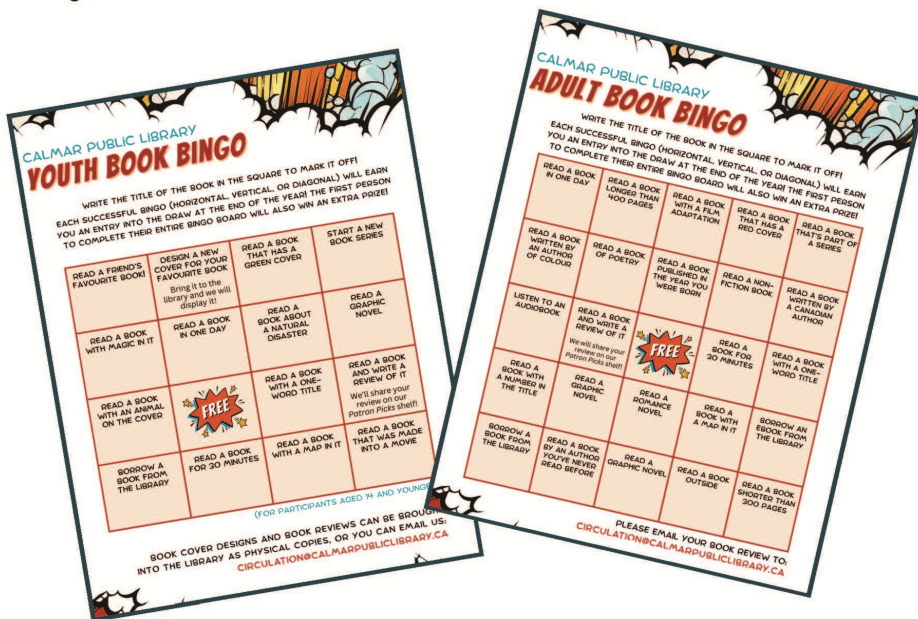 CALMAR PUBLIC LIBRARY
YOUTH BOOK BINGO
WRITE THE TITLE OF THE BOOK IN THE SQUARE TO MARK IT OFF!
EACH SUCCESSFUL BINGO (HORIZONTAL, VERTICAL, OR DIAGONAL) WILL EARN
YOU AN ENTRY INTO THE DRAW AT THE END OF THE YEAR! THE FIRST PERSON
TO COMPLETE THEIR ENTIRE BINGO BOARD WILL ALSO WIN AN EXTRA PRIZE!
READ A FRIEND'S
FAVOURITE BOOK!
DESIGN A NEW
COVER FOR YOUR
FAVOURITE BOOK
Bring it to the
library and we will
display it!
READ A BOOK
THAT HAS A
GREEN COVER
START A NEW
BOOK SERIES
READ A BOOK
WITH MAGIC IN IT
READ A BOOK
IN ONE DAY
READ A
BOOK ABOUT
A NATURAL
DISASTER
READ A
GRAPHIC
NOVEL
READ A BOOK
WITH AN ANIMAL
ON THE COVER
FREE
READ A BOOK
WITH A ONE-
WORD TITLE
READ A BOOK
AND WRITE A
REVIEW OF IT
We'll share your
review on our
Patron Picks shelf!
BORROW A
BOOK FROM
THE LIBRARY
READ A BOOK
FOR 30 MINUTES
READ A BOOK
WITH A MAP IN IT
READ A BOOK
THAT WAS MADE
INTO A MOVIE
(FOR PARTICIPANTS AGED 14 AND
BOOK COVER DESIGNS AND BOOK REVIEWS CAN BE
INTO THE LIBRARY AS PHYSICAL COPIES, OR YOU CAN EMAIL US:
CIRCULATION@CALMARPUBLICLIBRARY.CA
CALMAR PUBLIC LIBRARY
ADULT BOOK BINGO
WRITE THE TITLE OF THE BOOK IN THE SQUARE TO MARK IT OFF!
EACH SUCCESSFUL BINGO (HORIZONTAL, VERTICAL, OR DIAGONAL) WILL EARN
YOU AN ENTRY INTO THE DRAW AT THE END OF THE YEAR! THE FIRST PERSON
TO COMPLETE THEIR ENTIRE BINGO BOARD WILL ALSO WIN AN EXTRA PRIZE!
READ A BOOK
IN ONE DAY
READ A BOOK
LONGER THAN
400 PAGES
READ A BOOK
WITH A FILM
ADAPTATION
READ A BOOK
THAT HAS A
RED COVER
READ A BOOK
THAT'S PART OF
A SERIES
READ A BOOK
WRITTEN BY
AN AUTHOR
OF COLOUR
READ A BOOK
OF POETRY
READ A BOOK
PUBLISHED IN
THE YEAR YOU
WERE BORN
READ A NON-
FICTION BOOK
READ A BOOK
WRITTEN BY
A CANADIAN
AUTHOR
LISTEN TO AN
AUDIOBOOK
READ A BOOK
AND WRITE A
REVIEW OF IT
We will share your
review on our
Patron Picks shelf!
FREE
READ A
BOOK FOR
30 MINUTES
READ A BOOK
WITH A ONE-
WORD TITLE
READ A
BOOK WITH
A NUMBER IN
THE TITLE
READ A
GRAPHIC
NOVEL
READ A
ROMANCE
NOVEL
READ A
BOOK WITH
A MAP IN IT
BORROW AN
EBOOK FROM
THE LIBRARY
BORROW A
BOOK FROM
THE LIBRARY
READ A BOOK
BY AN AUTHOR
YOU'VE NEVER
READ BEFORE
READ A
GRAPHIC NOVEL
READ A BOOK
OUTSIDE
READ A BOOK
SHORTER THAN
300 PAGES
PLEASE EMAIL YOUR BOOK REVIEW TO:
CIRCULATION@CALMARPUBLICLIBRARY.CA